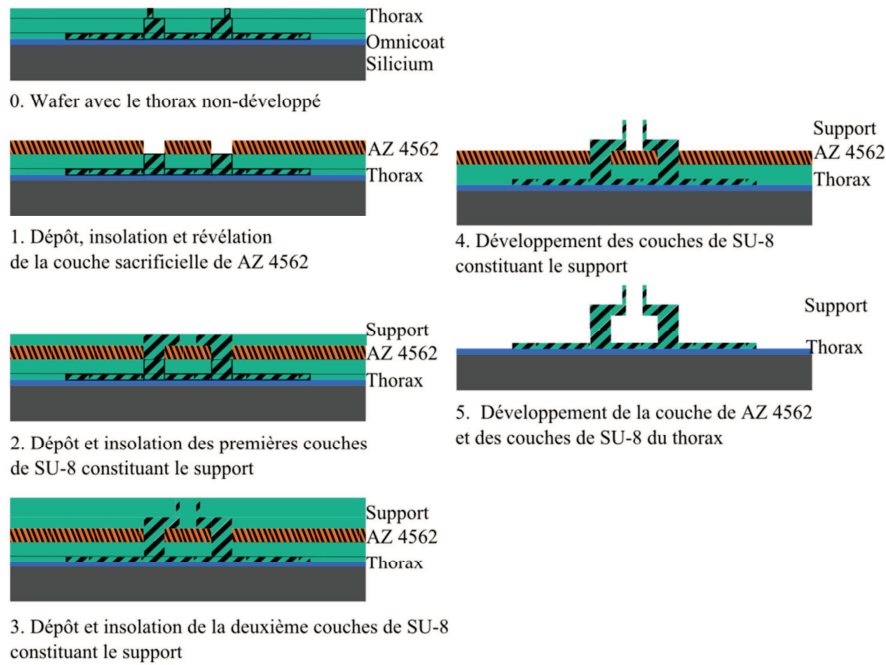 Thorax
Omnicoat
Silicium
0. Wafer avec le thorax non-développé
AZ 4562
Thorax
1. Dépôt, insolation et révélation
de la couche sacrificielle de AZ 4562
Support
AZ 4562
Thorax
2. Dépôt et insolation des premières couches
de SU-8 constituant le support
Support
AZ 4562
Thorax
3. Dépôt et insolation de la deuxième couches de SU-8
constituant le support
Support
AZ 4562
Thorax
4. Développement des couches de SU-8
constituant le support
Support
Thorax
5. Développement de la couche de AZ 4562
et des couches de SU-8 du thorax